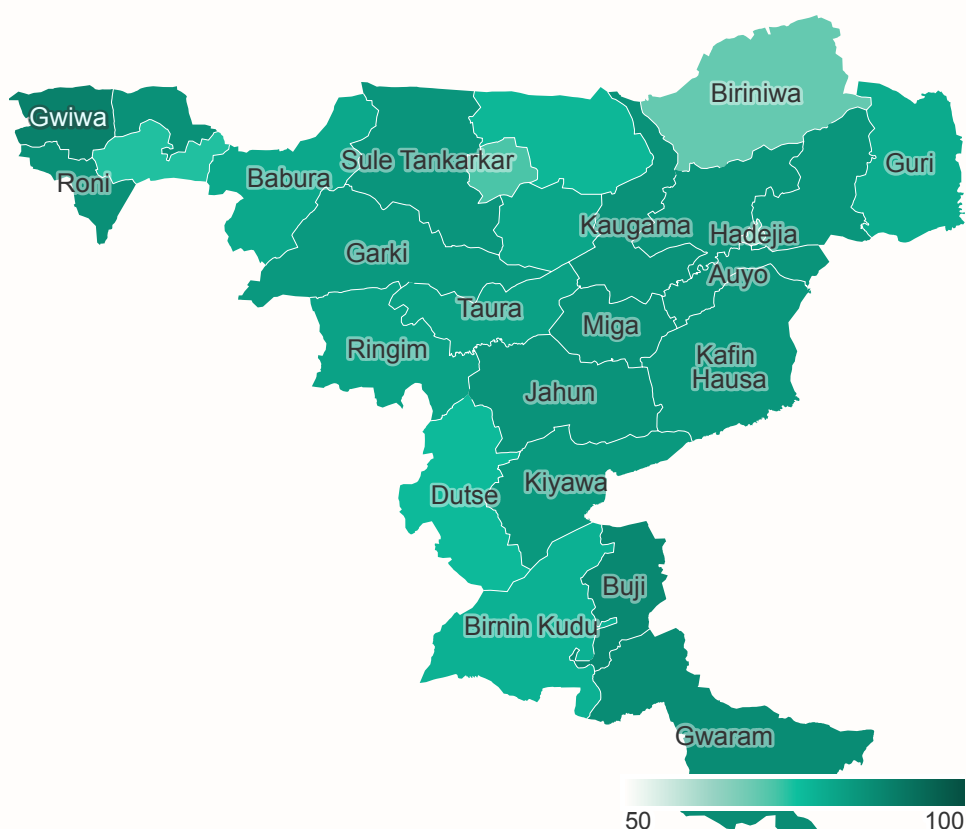 Biriniwa
Gwiwa
Sule Tankarkar
Guri
Babura
Roni
Kaugama
Hadejia
Garki
Auyo
Taura
Miga
Ringim
Kafin
Hausa
Jahun
Kiyawa
Dutse
Buji
Birnin Kudu
Gwaram
50
100